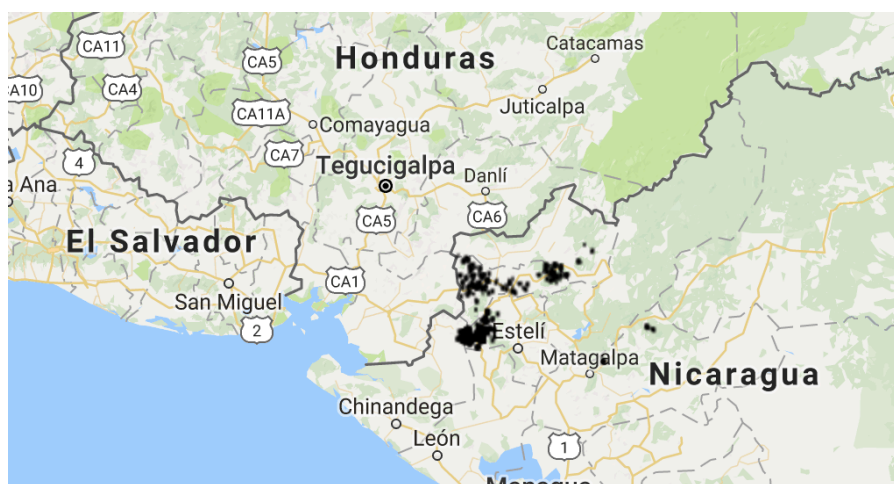 CA11
Catacamas
Honduras
CA5
CA10
CA4
Juticalpa
CA11A
Comayagua
CA7
4
Tegucigalpa
Danlí
a Ana
CA5
CA6
El Salvador
CA1
San Miguel
2
Estelí
Matagalpa
Nicaragua
Chinandega
León
1
Managua